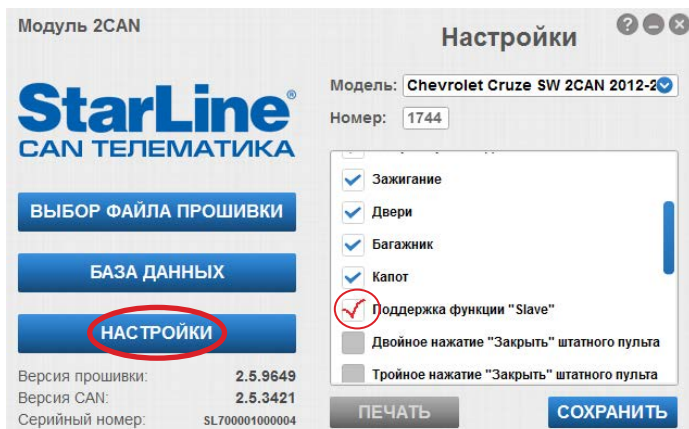 Модуль 2CAN
Настройки
StarLine®
CAN ТЕЛЕМАТИКА
ВЫБОР ФАЙЛА ПРОШИВКИ
БАЗА ДАННЫХ
НАСТРОЙКИ
Версия прошивки: 2.5.9649
Версия CAN: 2.5.3421
Серийный номер: SL700001000004
Модель: Chevrolet Cruze SW 2CAN 2012-2
Номер: 1744
Зажигание
Двери
Багажник
Капот
Поддержка функции "Slave"
Двойное нажатие "Закрыть" штатного пульта
Тройное нажатие "Закрыть" штатного пульта
ПЕЧАТЬ
СОХРАНИТЬ